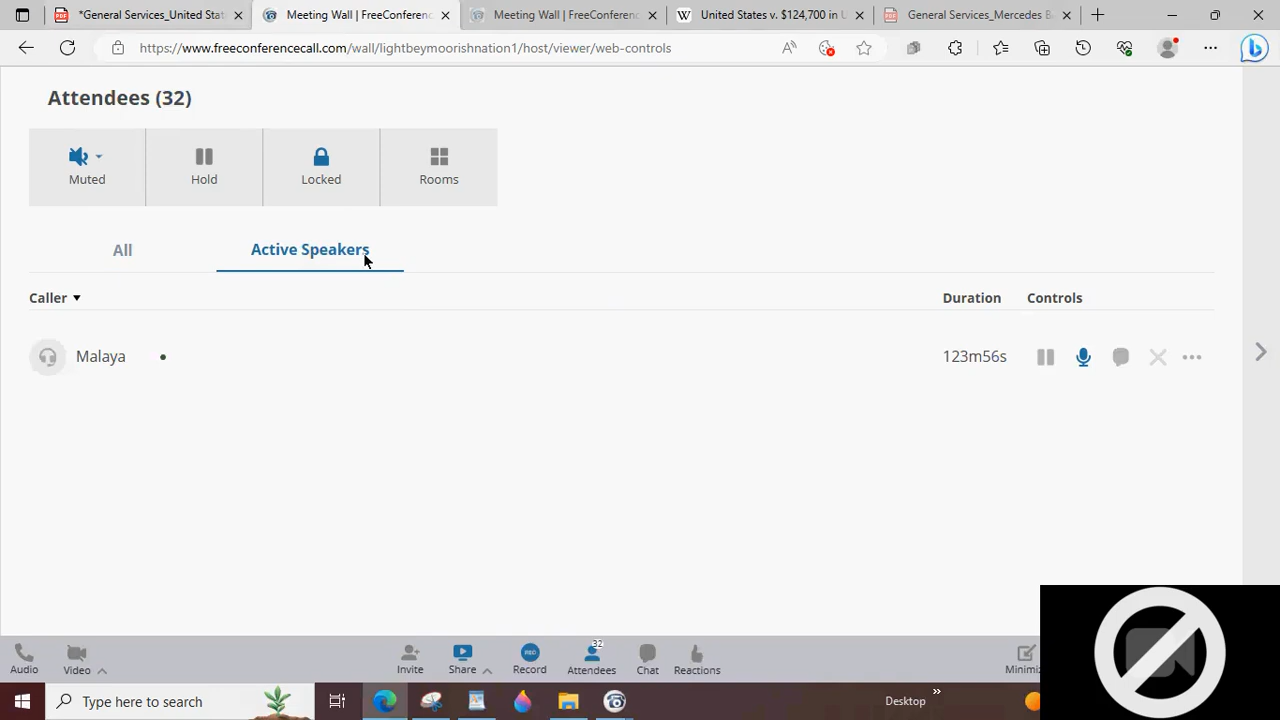 *General Services_United Stat
Meeting Wall | FreeConferenc
Meeting Wall | FreeConferenc
United States v. $124,700 in U
General Services_Mercedes B
https://www.freeconferencecall.com/wall/lightbeymoorishnation1/host/viewer/web-controls
Attendees (32)
Muted
Hold
Locked
Rooms
All
Active Speakers
Caller
Duration
Controls
Malaya
123m56s
Audio
Video
Invite
Share
REC
Record
32
Attendees
Chat
Reactions
Minimi
Type here to search
Desktop